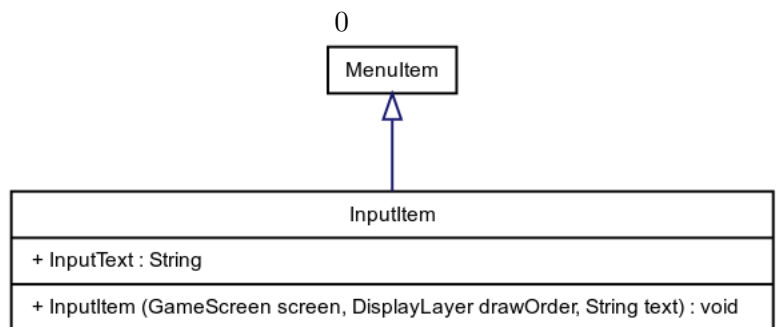 0
MenuItem
InputItem
+ InputText : String
+ InputItem (GameScreen screen, DisplayLayer drawOrder, String text) : void